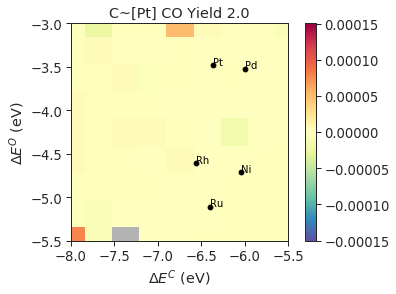 C~[Pt] CO Yield 2.0
−3.0
−3.5
−4.0
−4.5
−5.0
−5.5
ΔE^O (eV)
Pt
Pd
Rh
Ni
Ru
−8.0 −7.5 −7.0 −6.5 −6.0 −5.5
ΔE^C (eV)
0.00015
0.00010
0.00005
0.00000
−0.00005
−0.00010
−0.00015